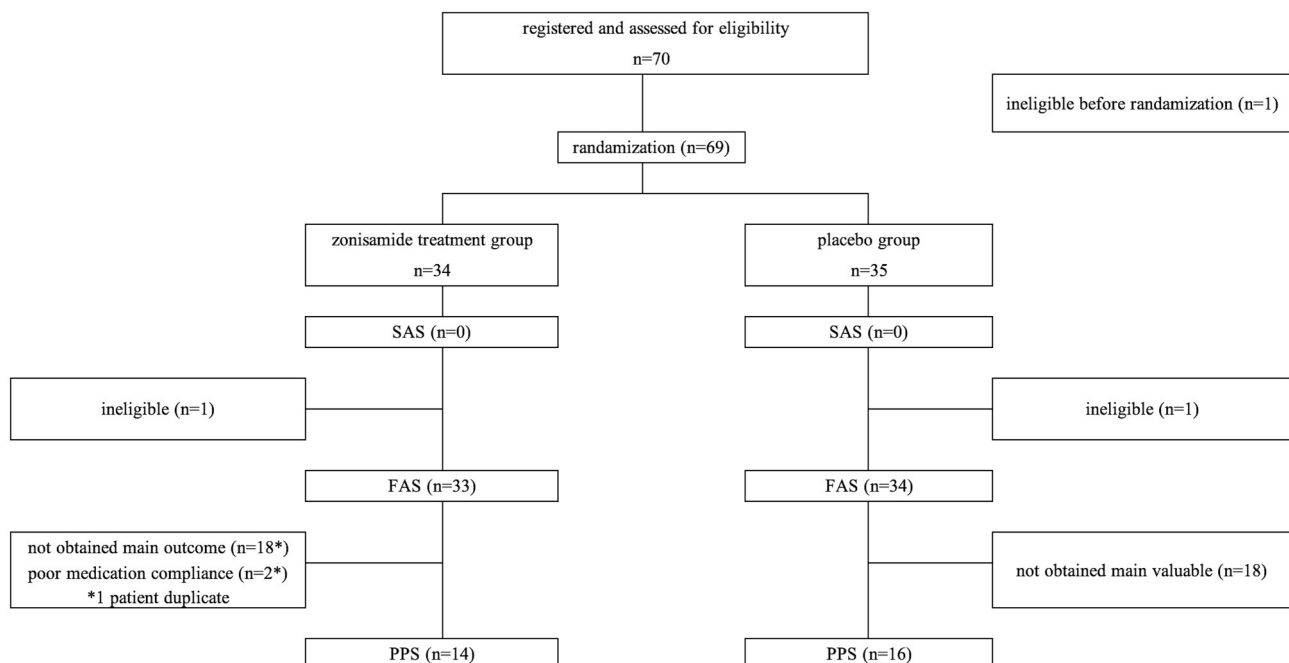 registered and assessed for eligibility
n=70
ineligible before randamization (n=1)
randamization (n=69)
zonisamide treatment group
n=34
placebo group
n=35
SAS (n=0)
SAS (n=0)
ineligible (n=1)
ineligible (n=1)
FAS (n=33)
FAS (n=34)
not obtained main outcome (n=18*)
poor medication compliance (n=2*)
*1 patient duplicate
not obtained main valuable (n=18)
PPS (n=14)
PPS (n=16)